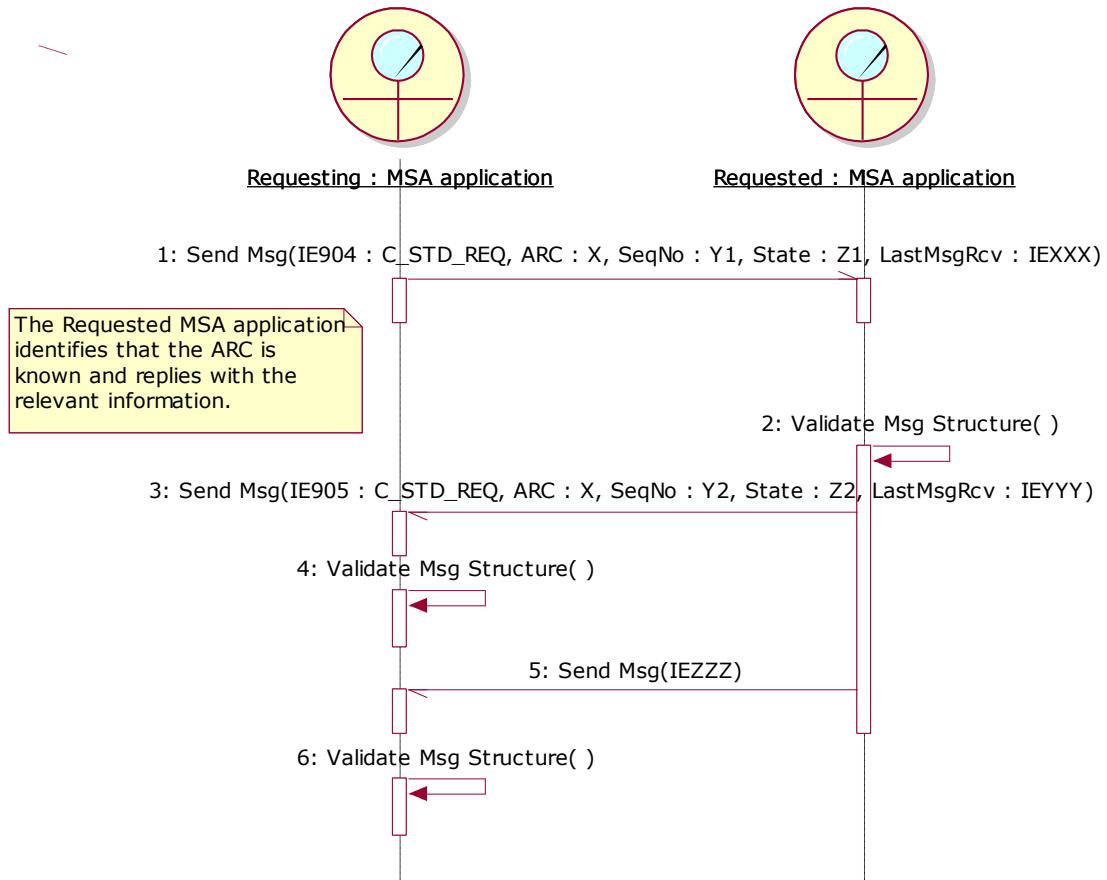 Requesting : MSA application
Requested : MSA application
1: Send Msg(IE904 : C_STD_REQ, ARC : X, SeqNo : Y1, State : Z1, LastMsgRcv : IEXXX)
The Requested MSA application
identifies that the ARC is
known and replies with the
relevant information.
2: Validate Msg Structure( )
3: Send Msg(IE905 : C_STD_REQ, ARC : X, SeqNo : Y2, State : Z2, LastMsgRcv : IEYYY)
4: Validate Msg Structure( )
5: Send Msg(IEZZZ)
6: Validate Msg Structure( )